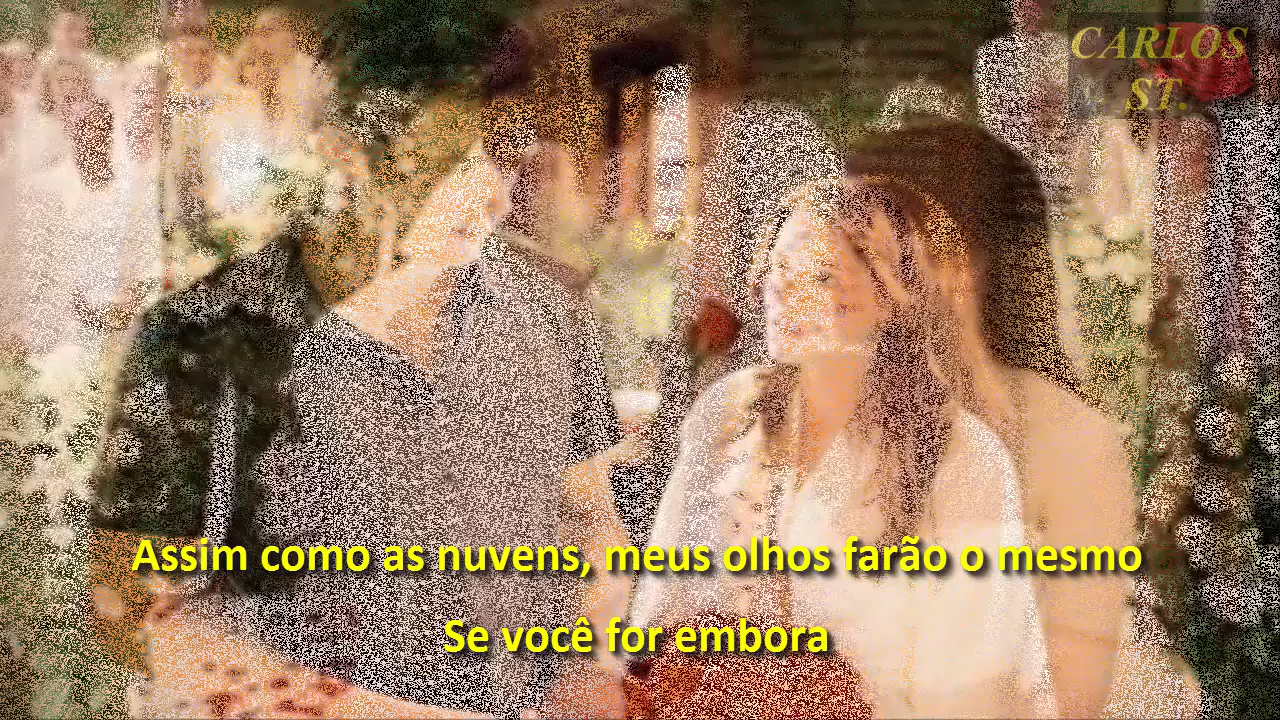 CARLOS
ST.
Assim como as nuvens, meus olhos farão o mesmo
Se você for embora